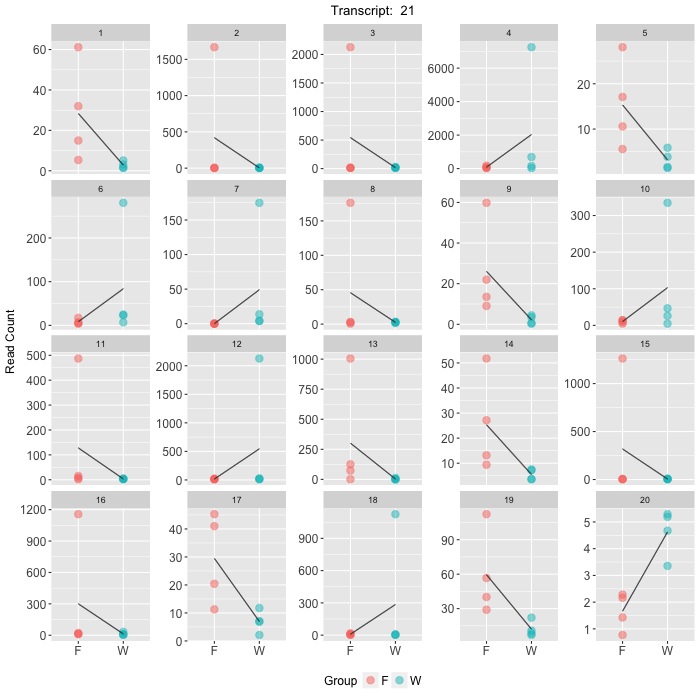 Transcript: 21
1 2 3 4 5
60 40 20 0
1500 1000 500 0
2000 1500 1000 500 0
6000 4000 2000 0
20 10
6 7 8 9 10
200 100 0
150 100 50 0
150 100 50 0
60 40 20 0
300 200 100 0
Read Count
11 12 13 14 15
500 400 300 200 100 0
2000 1500 1000 500 0
1000 750 500 250 0
50 40 30 20 10
1000 500 0
16 17 18 19 20
1200 900 600 300 0
40 30 20 10 0
900 600 300 0
90 60 30
5 4 3 2 1
F W F W F W F W F W
Group F W